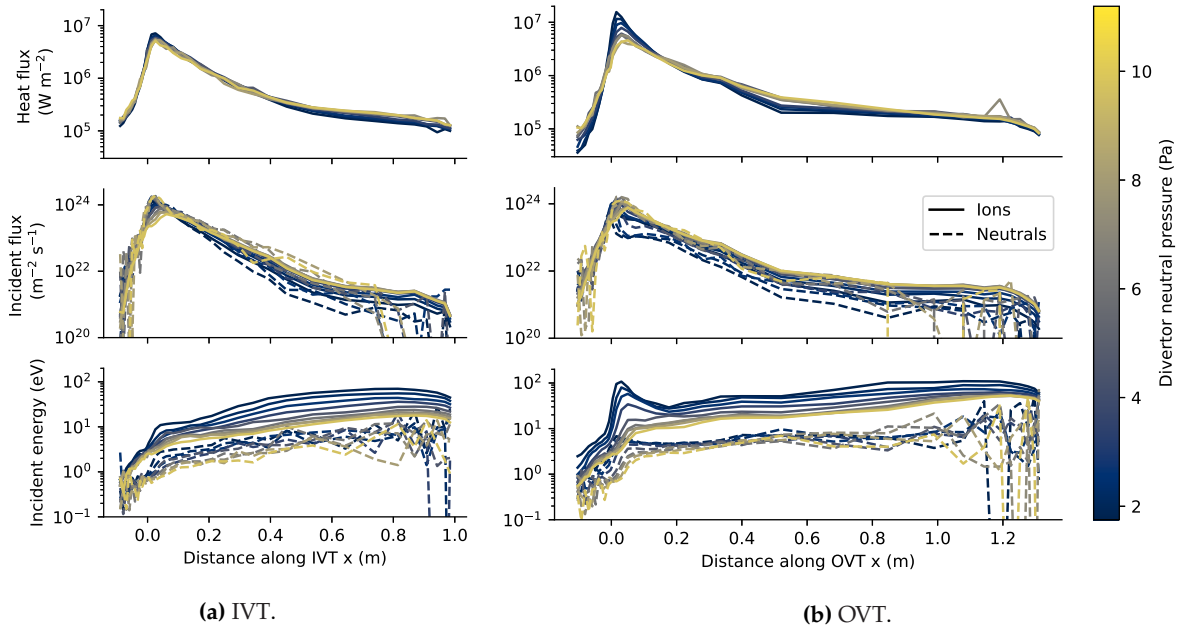 Heat flux
(W m⁻²)
10⁷
10⁶
10⁵
10⁷
10⁶
10⁵
Incident flux
(m⁻² s⁻¹)
10²⁴
10²²
10²⁰
10²⁴
10²²
10²⁰
Ions
Neutrals
Incident energy (eV)
10²
10¹
10⁰
10⁻¹
10²
10¹
10⁰
10⁻¹
0.0 0.2 0.4 0.6 0.8 1.0
Distance along IVT x (m)
0.0 0.2 0.4 0.6 0.8 1.0 1.2
Distance along OVT x (m)
10
8
6
4
2
Divertor neutral pressure (Pa)
(a) IVT.
(b) OVT.